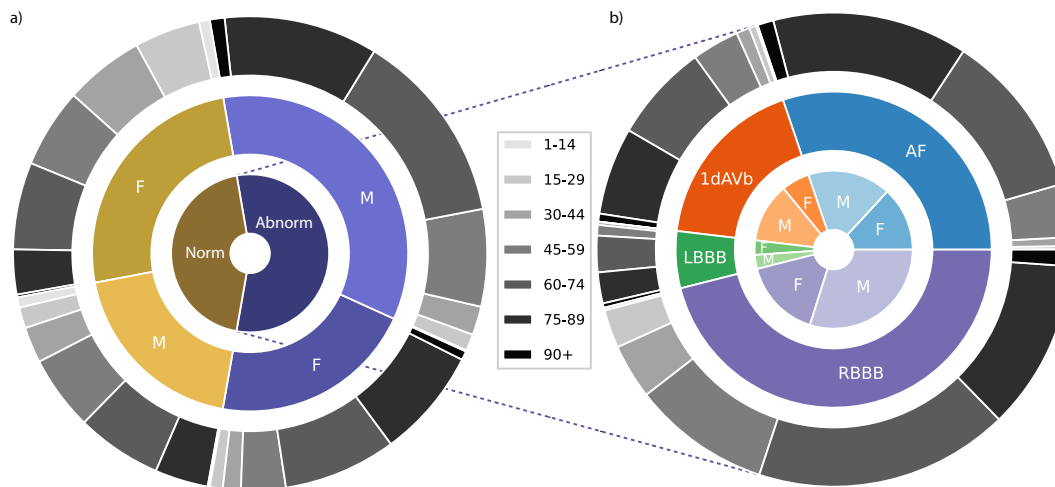 a)
F
M
Norm
Abnorm
M
F
1-14
15-29
30-44
45-59
60-74
75-89
90+
b)
1dAVb
AF
F
M
M
F
LBBB
F
M
F
M
RBBB